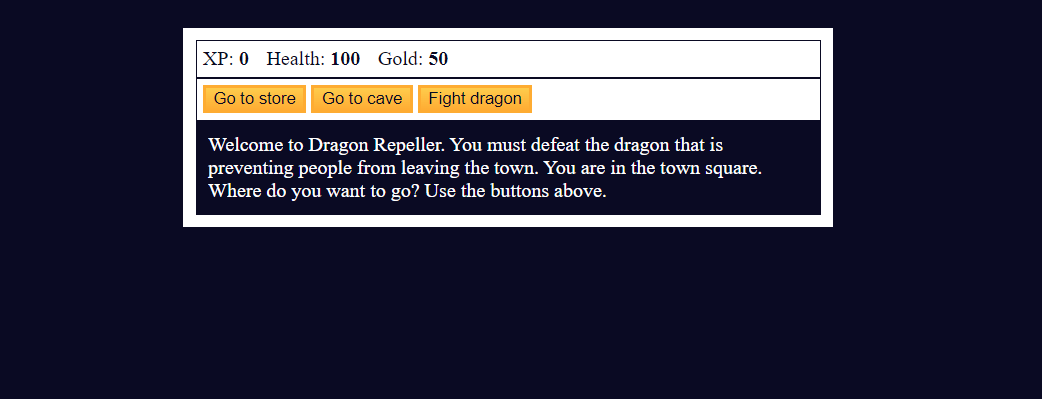 XP: 0 Health: 100 Gold: 50
Go to store Go to cave Fight dragon
Welcome to Dragon Repeller. You must defeat the dragon that is
preventing people from leaving the town. You are in the town square.
Where do you want to go? Use the buttons above.